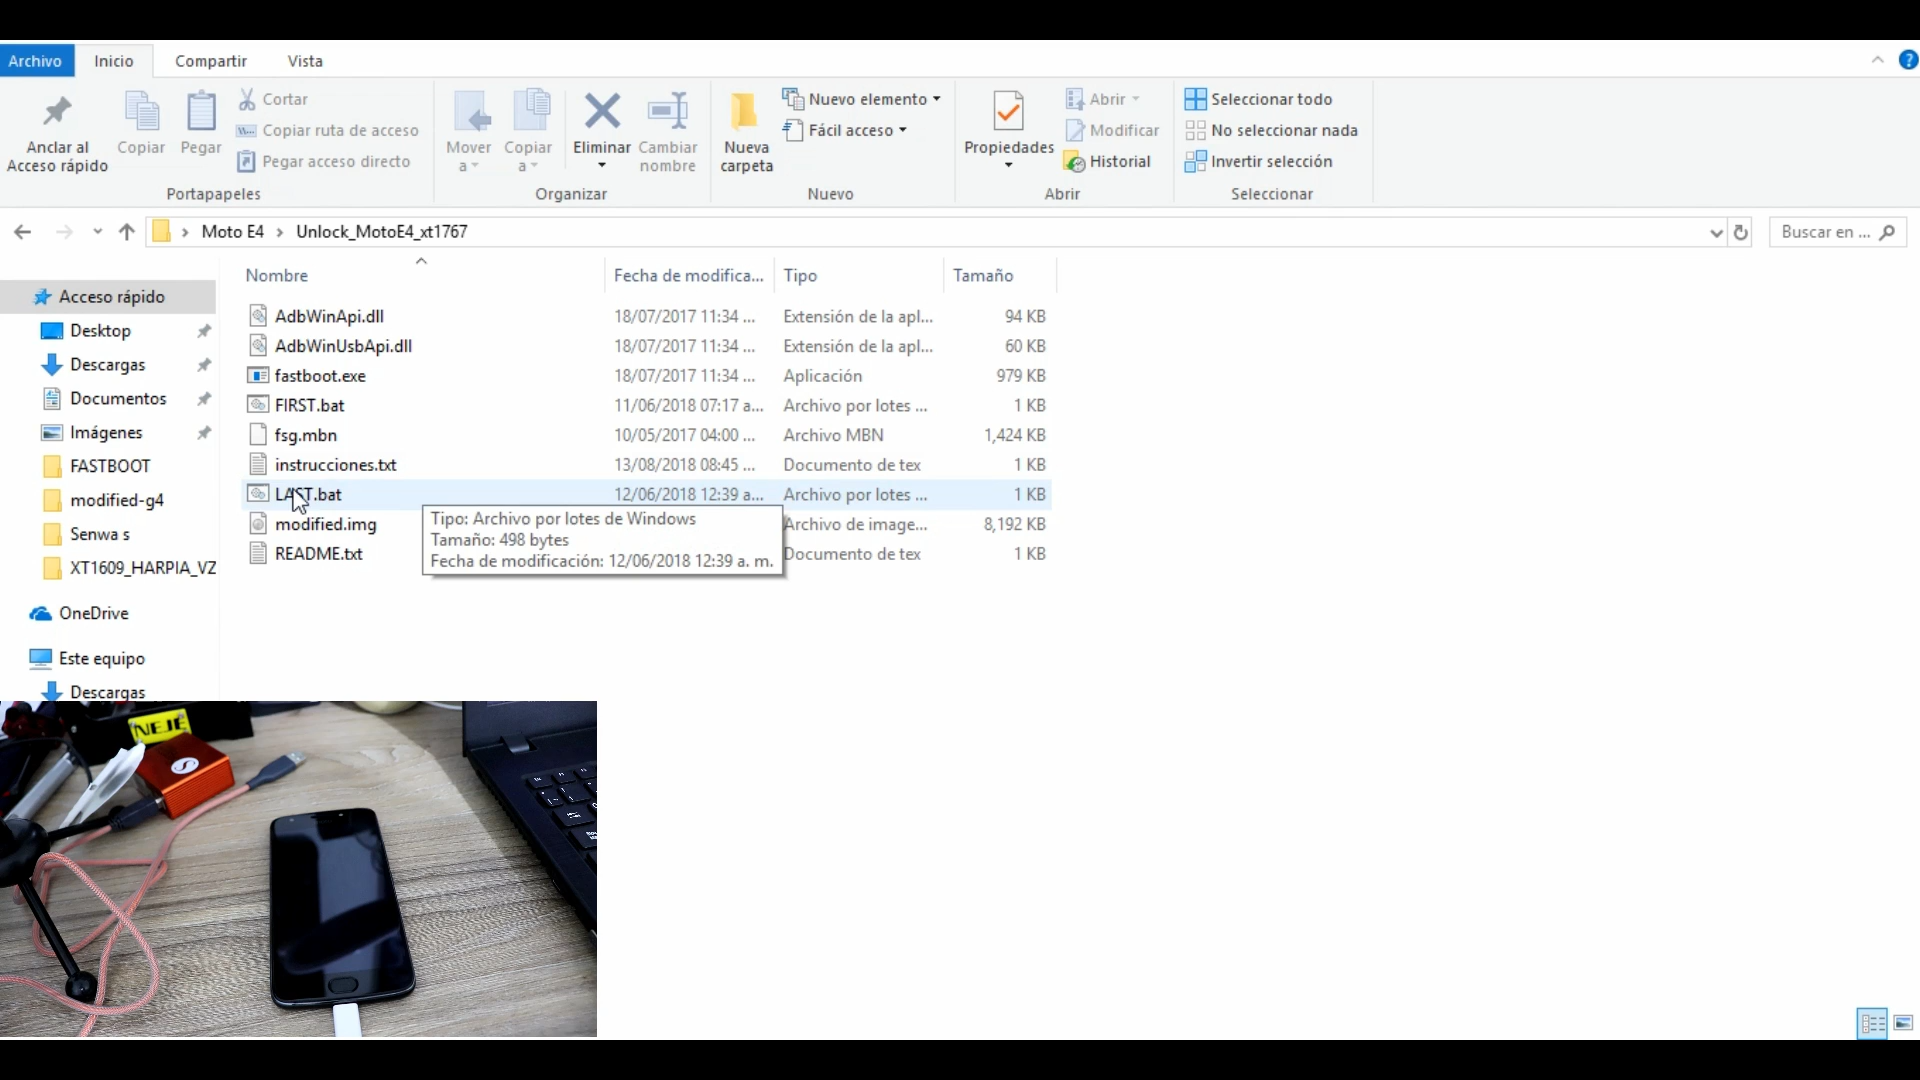 Archivo Inicio Compartir Vista
Anclar al
Acceso rápido
Copiar
Pegar
Cortar
Copiar ruta de acceso
Pegar acceso directo
Portapapeles
Mover
a
Copiar
a
Eliminar
Cambiar
nombre
Organizar
Nueva
carpeta
Nuevo elemento
Fácil acceso
Nuevo
Propiedades
Abrir
Modificar
Historial
Abrir
Seleccionar todo
No seleccionar nada
Invertir selección
Seleccionar
Moto E4 › Unlock_MotoE4_xt1767
Buscar en ...
Acceso rápido
Desktop
Descargas
Documentos
Imágenes
FASTBOOT
modified-g4
Senwa s
XT1609_HARPIA_VZ
OneDrive
Este equipo
Descargas
Nombre Fecha de modifica... Tipo Tamaño
AdbWinApi.dll 18/07/2017 11:34 ... Extensión de la apl... 94 KB
AdbWinUsbApi.dll 18/07/2017 11:34 ... Extensión de la apl... 60 KB
fastboot.exe 18/07/2017 11:34 ... Aplicación 979 KB
FIRST.bat 11/06/2018 07:17 a... Archivo por lotes ... 1 KB
fsg.mbn 10/05/2017 04:00 ... Archivo MBN 1,424 KB
instrucciones.txt 13/08/2018 08:45 ... Documento de tex 1 KB
LAST.bat 12/06/2018 12:39 a... Archivo por lotes ... 1 KB
modified.img Archivo de image... 8,192 KB
README.txt Documento de tex 1 KB
Tipo: Archivo por lotes de Windows
Tamaño: 498 bytes
Fecha de modificación: 12/06/2018 12:39 a. m.
NEJE